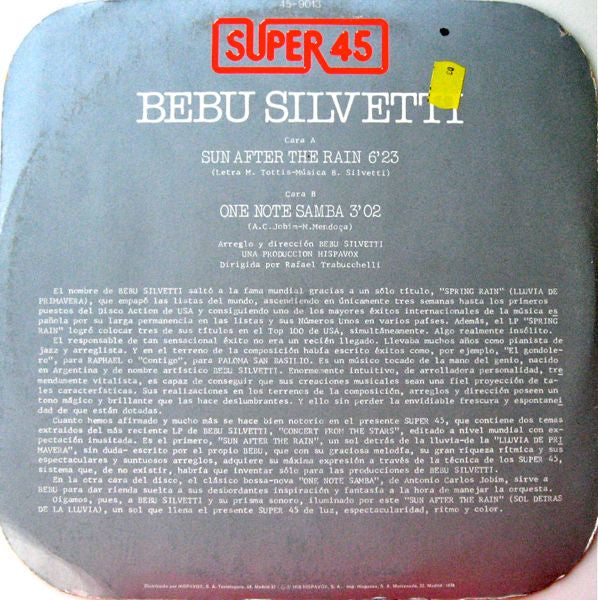 45-9013
SUPER 45
BEBU SILVETTI
Cara A
SUN AFTER THE RAIN 6'23
(Letra M. Tottis-Música B. Silvetti)
Cara B
ONE NOTE SAMBA 3'02
(A.C. Jobim-N.Mendoça)
Arreglo y dirección BEBU SILVETTI
UNA PRODUCCION HISPAVOX
Dirigida por Rafael Trabucchelli
El nombre de BEBU SILVETTI saltó a la fama mundial gracias a un sólo título, "SPRING RAIN" (LLUVIA DE
PRIMAVERA), que empapó las listas del mundo, ascendiendo en únicamente tres semanas hasta los primeros
puestos del Disco Action de USA y consiguiendo uno de los mayores éxitos internacionales de la música es
pañola por su larga permanencia en las listas y sus Números Unos en varios países. Además, el LP "SPRING
RAIN" logró colocar tres de sus títulos en el Top 100 de USA, simultáneamente. Algo realmente insólito.
El responsable de tan sensacional éxito no era un recién llegado. Llevaba muchos años como pianista de
jazz y arreglista. Y en el terreno de la composición había escrito éxitos como, por ejemplo, "El gondole-
ro", para RAPHAEL o "Contigo", para PALOMA SAN BASILIO. Es un músico tocado de la mano del genio, nacido
en Argentina y de nombre artístico BEBU SILVETTI. Enormemente intuitivo, de arrolladora personalidad, tre
mendamente vitalista, es capaz de conseguir que sus creaciones musicales sean una fiel proyección de ta-
les características. Sus realizaciones en los terrenos de la composición, arreglos y dirección poseen un
tono mágico y brillante que las hace deslumbrantes. Y ello sin perder la envidiable frescura y espontanei
dad de que están dotadas.
Cuanto hemos afirmado y mucho más se hace bien notorio en el presente SUPER 45, que contiene dos temas
extraídos del más reciente LP de BEBU SILVETTI, "CONCERT FROM THE STARS", editado a nivel mundial con ex-
pectación inusitada. Es el primero, "SUN AFTER THE RAIN", un sol detrás de la lluvia-de la "LLUVIA DE PRI
MAVERA", sin duda- escrito por el propio BEBU, que con su graciosa melodía, su gran riqueza rítmica y sus
espectaculares y suntuosos arreglos, adquiere su máxima expresión a través de la técnica de los SUPER 45,
sistema que, de no existir, habría que inventar sólo para las producciones de BEBU SILVETTI.
En la otra cara del disco, el clásico bossa-nova "ONE NOTE SAMBA", de Antonio Carlos Jobim, sirve a
BEBU para dar rienda suelta a sus desbordantes inspiración y fantasía a la hora de manejar la orquesta.
Oigamos, pues, a BEBU SILVETTI y su prisma sonoro, iluminado por este "SUN AFTER THE RAIN" (SOL DETRAS
DE LA LLUVIA), un sol que llena el presente SUPER 45 de luz, espectacularidad, ritmo y color.
Distribuido por HISPAVOX, S. A. Torrelaguna, 64. Madrid